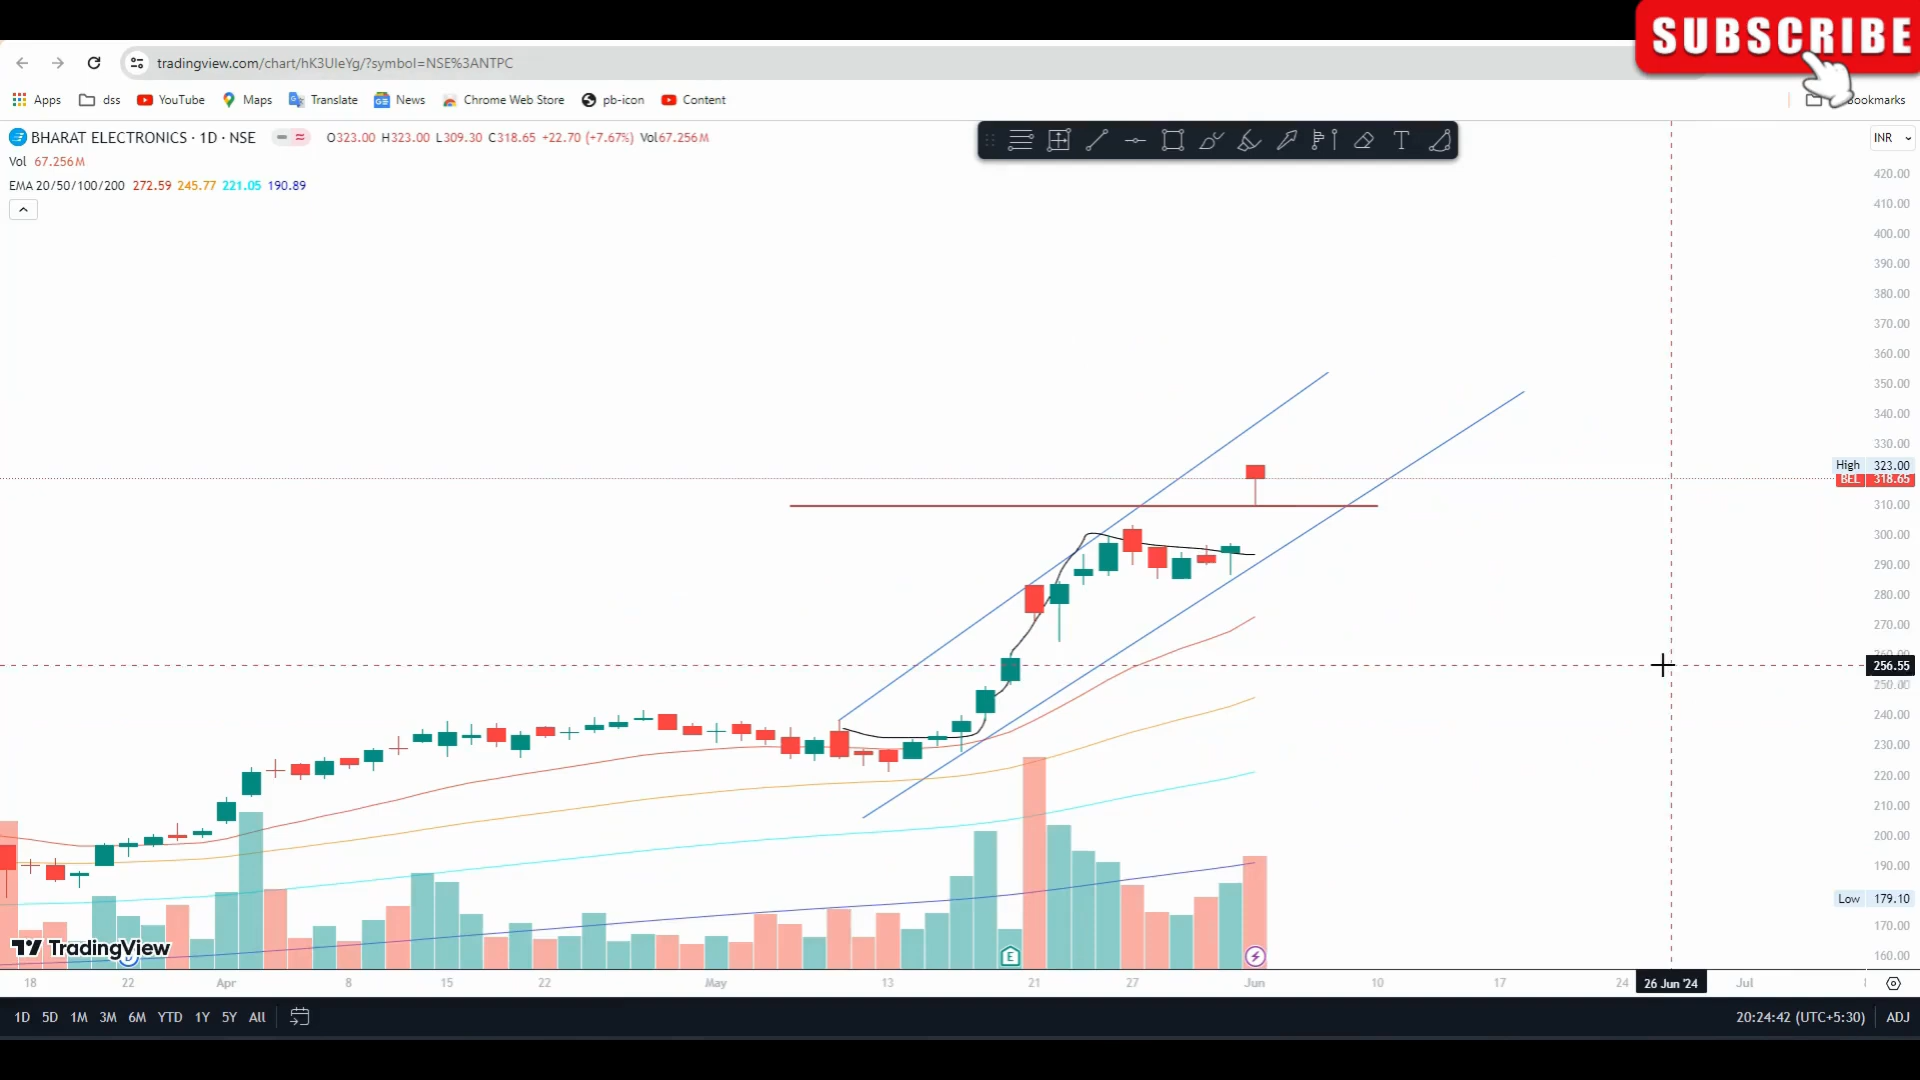 SUBSCRIBE
tradingview.com/chart/hK3UleYg/?symbol=NSE%3ANTPC
Apps dss YouTube Maps Translate News Chrome Web Store pb-icon Content Bookmarks
BHARAT ELECTRONICS · 1D · NSE O323.00 H323.00 L309.30 C318.65 +22.70 (+7.67%) Vol67.256M
INR
Vol 67.256M
EMA 20/50/100/200 272.59 245.77 221.05 190.89
420.00
410.00
400.00
390.00
380.00
370.00
360.00
350.00
340.00
330.00
High 323.00
BEL 318.65
310.00
300.00
290.00
280.00
270.00
260.00
256.55
250.00
240.00
230.00
220.00
210.00
200.00
190.00
Low 179.10
170.00
160.00
TradingView
E
18 22 Apr 8 15 22 May 13 21 27 Jun 10 17 24 26 Jun '24 Jul
1D 5D 1M 3M 6M YTD 1Y 5Y All
20:24:42 (UTC+5:30) ADJ